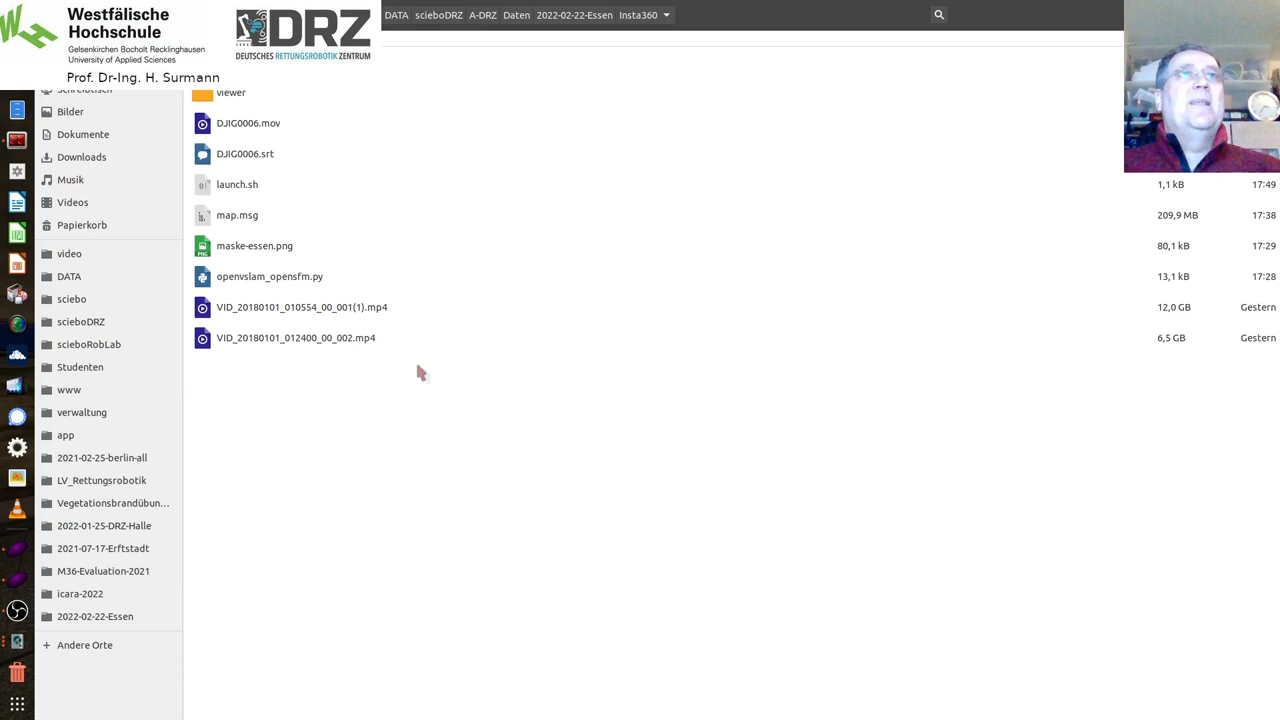 Westfälische
Hochschule
Gelsenkirchen Bocholt Recklinghausen
University of Applied Sciences
DRZ
DEUTSCHES RETTUNGSROBOTIK ZENTRUM
Prof. Dr-Ing. H. Surmann
DATA scieboDRZ A-DRZ Daten 2022-02-22-Essen Insta360
Schreibtisch
Bilder
Dokumente
Downloads
Musik
Videos
Papierkorb
video
DATA
sciebo
scieboDRZ
scieboRobLab
Studenten
www
verwaltung
app
2021-02-25-berlin-all
LV_Rettungsrobotik
Vegetationsbrandübun…
2022-01-25-DRZ-Halle
2021-07-17-Erftstadt
M36-Evaluation-2021
icara-2022
2022-02-22-Essen
Andere Orte
viewer
DJIG0006.mov
DJIG0006.srt
launch.sh 1,1 kB 17:49
map.msg 209,9 MB 17:38
maske-essen.png 80,1 kB 17:29
openvslam_opensfm.py 13,1 kB 17:28
VID_20180101_010554_00_001(1).mp4 12,0 GB Gestern
VID_20180101_012400_00_002.mp4 6,5 GB Gestern
PNG